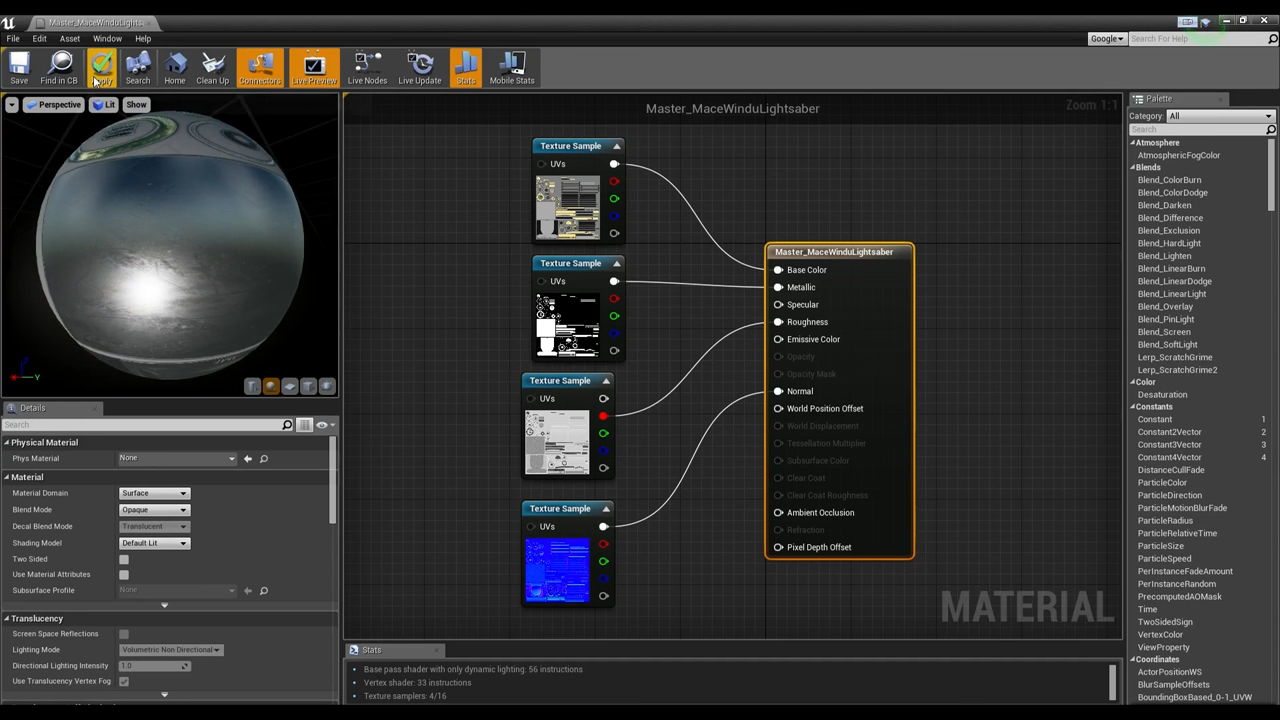 Master_MaceWinduLights
File Edit Asset Window Help
Google Search For Help
Save Find in CB Apply Search Home Clean Up Connectors Live Preview Live Nodes Live Update Stats Mobile Stats
Perspective Lit Show
Master_MaceWinduLightsaber
Zoom 1:1
Texture Sample
UVs
Texture Sample
UVs
Texture Sample
UVs
Texture Sample
UVs
Master_MaceWinduLightsaber
Base Color
Metallic
Specular
Roughness
Emissive Color
Opacity
Opacity Mask
Normal
World Position Offset
World Displacement
Tessellation Multiplier
Subsurface Color
Clear Coat
Clear Coat Roughness
Ambient Occlusion
Refraction
Pixel Depth Offset
MATERIAL
Details
Search
Physical Material
Phys Material None
Material
Material Domain Surface
Blend Mode Opaque
Decal Blend Mode Translucent
Shading Model Default Lit
Two Sided
Use Material Attributes
Subsurface Profile None
Translucency
Screen Space Reflections
Lighting Mode Volumetric Non Directional
Directional Lighting Intensity 1.0
Use Translucency Vertex Fog
Stats
Base pass shader with only dynamic lighting: 56 instructions
Vertex shader: 33 instructions
Texture samplers: 4/16
Palette
Category: All
Search
Atmosphere
AtmosphericFogColor
Blends
Blend_ColorBurn
Blend_ColorDodge
Blend_Darken
Blend_Difference
Blend_Exclusion
Blend_HardLight
Blend_Lighten
Blend_LinearBurn
Blend_LinearDodge
Blend_LinearLight
Blend_Overlay
Blend_PinLight
Blend_Screen
Blend_SoftLight
Lerp_ScratchGrime
Lerp_ScratchGrime2
Color
Desaturation
Constants
Constant 1
Constant2Vector 2
Constant3Vector 3
Constant4Vector 4
DistanceCullFade
ParticleColor
ParticleDirection
ParticleMotionBlurFade
ParticleRadius
ParticleRelativeTime
ParticleSize
ParticleSpeed
PerInstanceFadeAmount
PerInstanceRandom
PrecomputedAOMask
Time
TwoSidedSign
VertexColor
ViewProperty
Coordinates
ActorPositionWS
BlurSampleOffsets
BoundingBoxBased_0-1_UVW